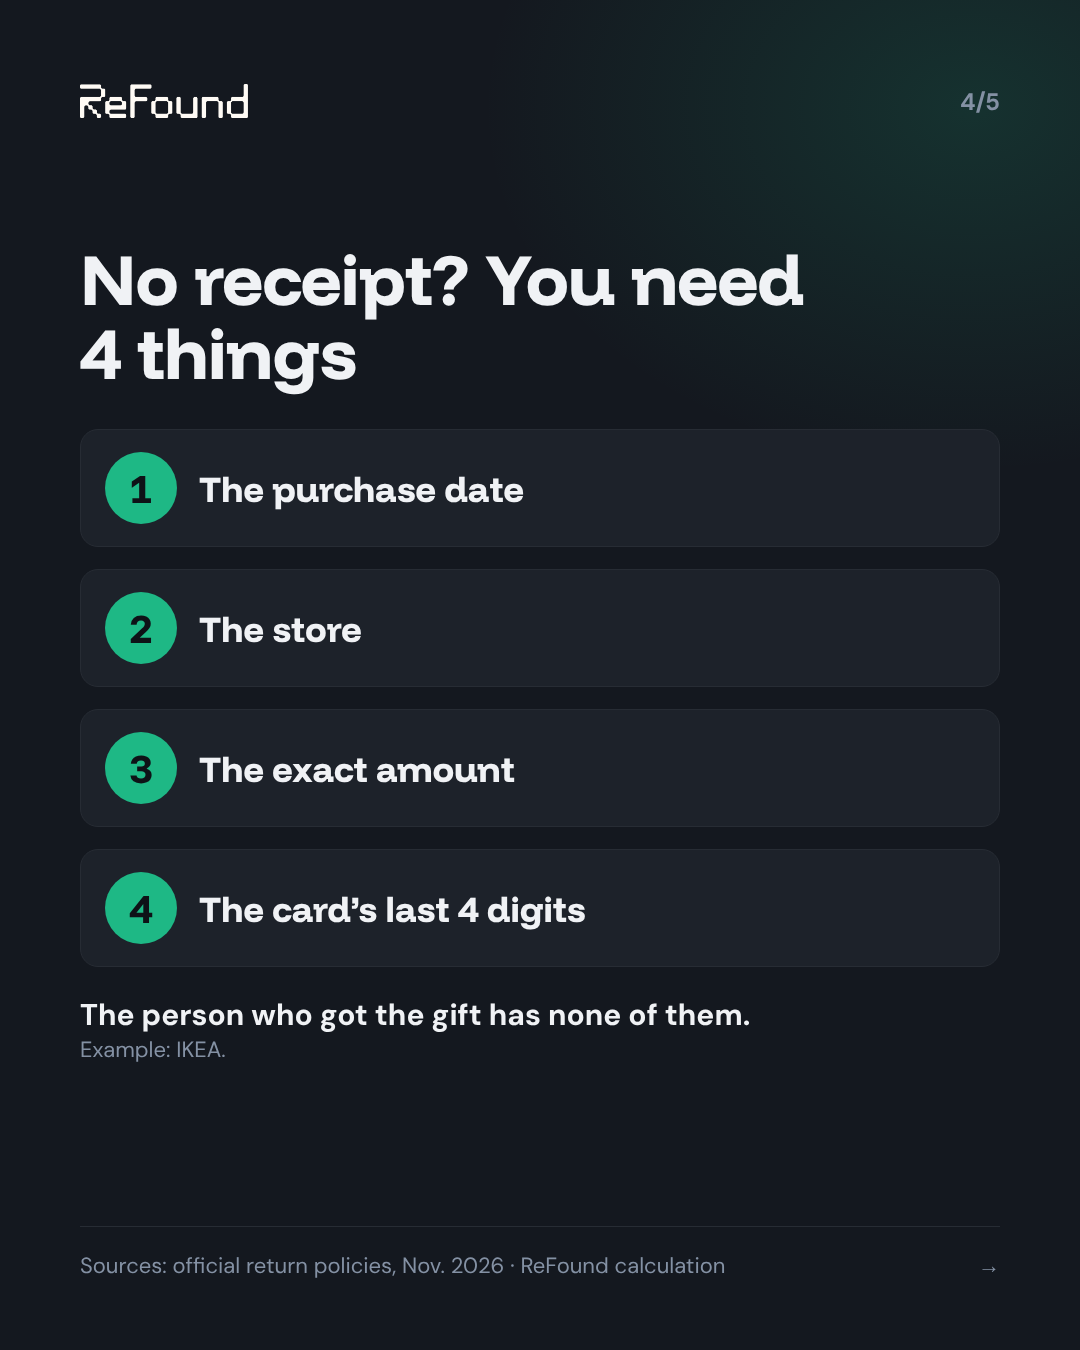 ReFound
4/5
No receipt? You need
4 things
1 The purchase date
2 The store
3 The exact amount
4 The card’s last 4 digits
The person who got the gift has none of them.
Example: IKEA.
Sources: official return policies, Nov. 2026 · ReFound calculation →